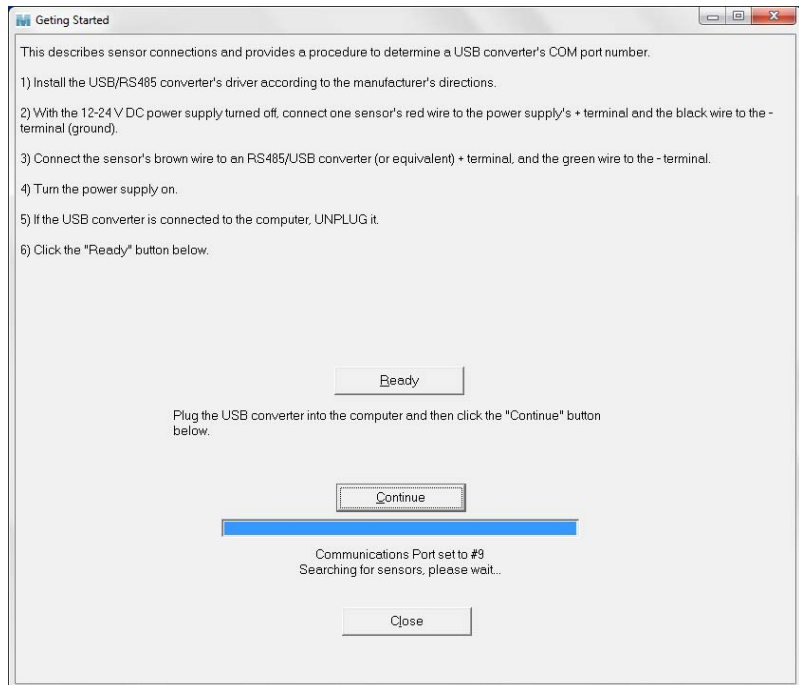 Geting Started
This describes sensor connections and provides a procedure to determine a USB converter's COM port number.
1) Install the USB/RS485 converter's driver according to the manufacturer's directions.
2) With the 12-24 V DC power supply turned off, connect one sensor's red wire to the power supply's + terminal and the black wire to the -
terminal (ground).
3) Connect the sensor's brown wire to an RS485/USB converter (or equivalent) + terminal, and the green wire to the - terminal.
4) Turn the power supply on.
5) If the USB converter is connected to the computer, UNPLUG it.
6) Click the "Ready" button below.
Ready
Plug the USB converter into the computer and then click the "Continue" button
below.
Continue
Communications Port set to #9
Searching for sensors, please wait...
Close